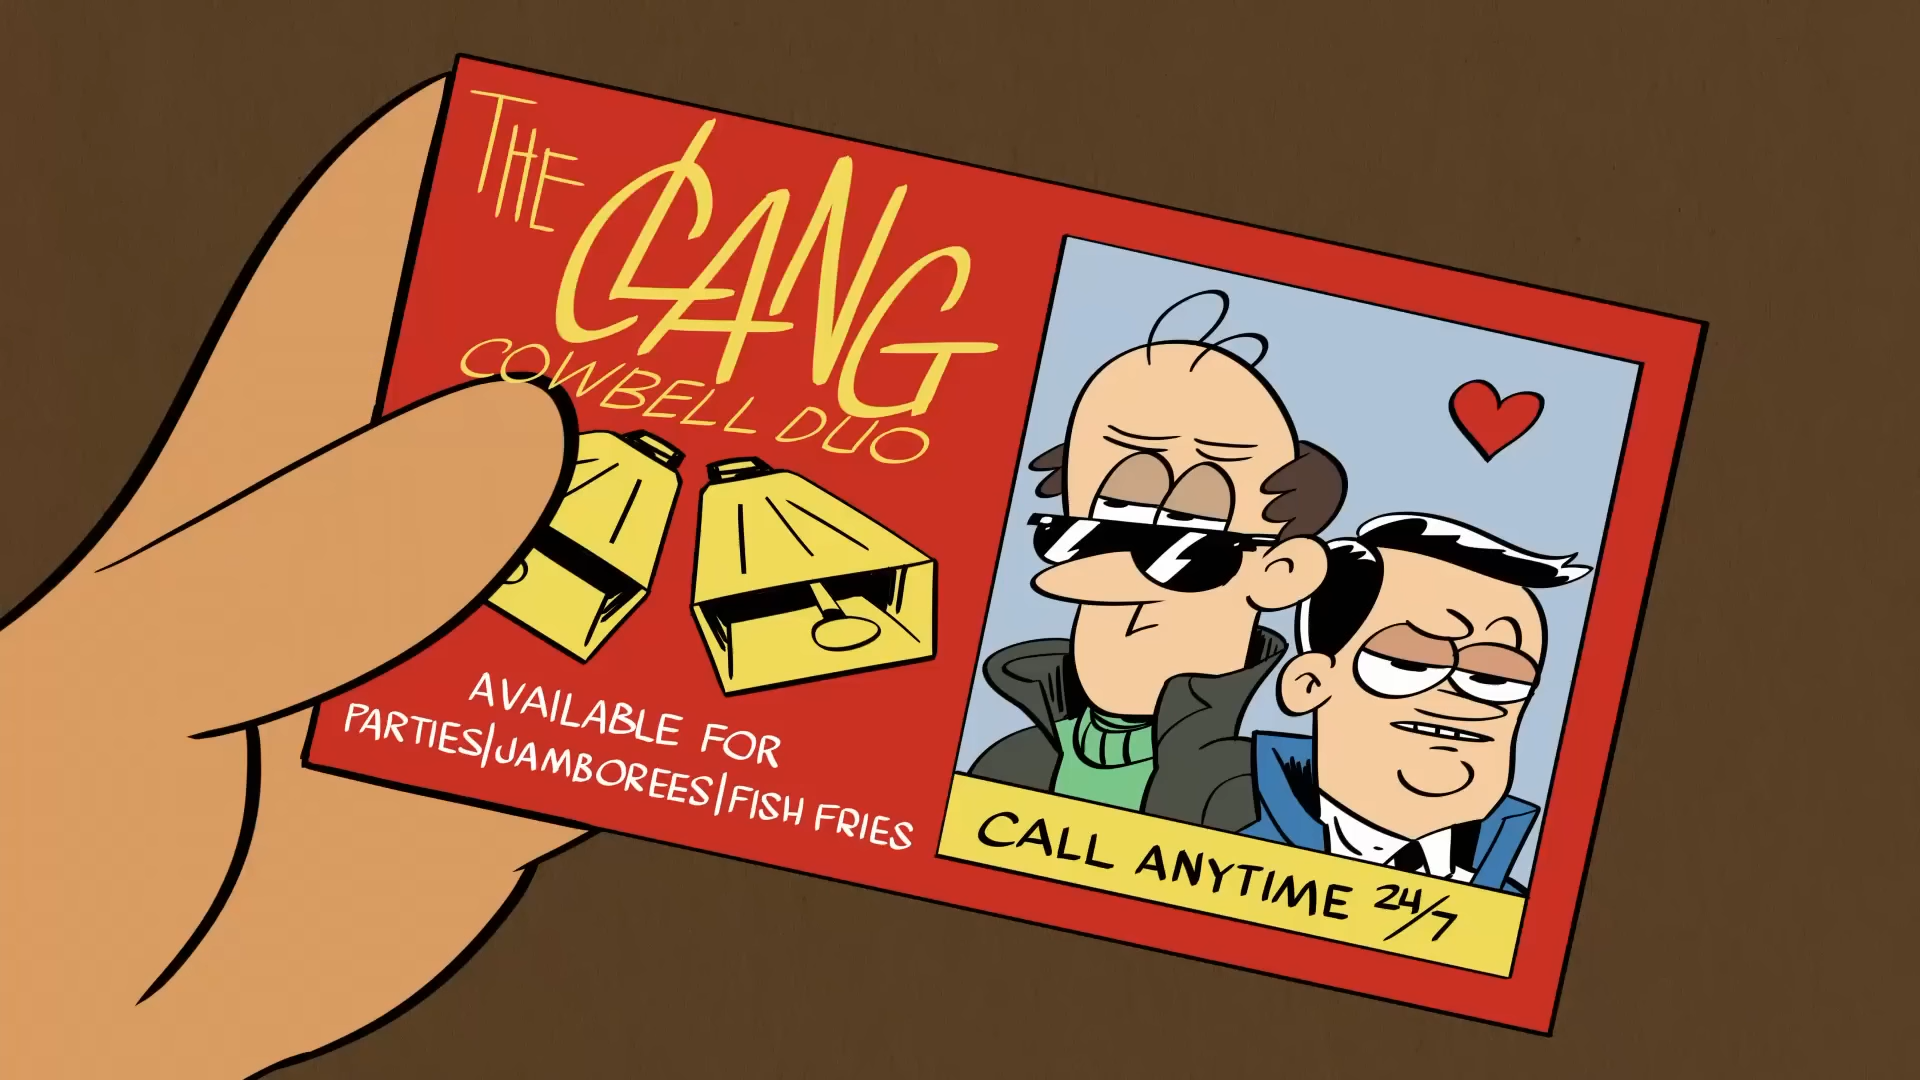 THE CLANG
COWBELL DUO
AVAILABLE FOR
PARTIES|JAMBOREES|FISH FRIES
CALL ANYTIME 24/7